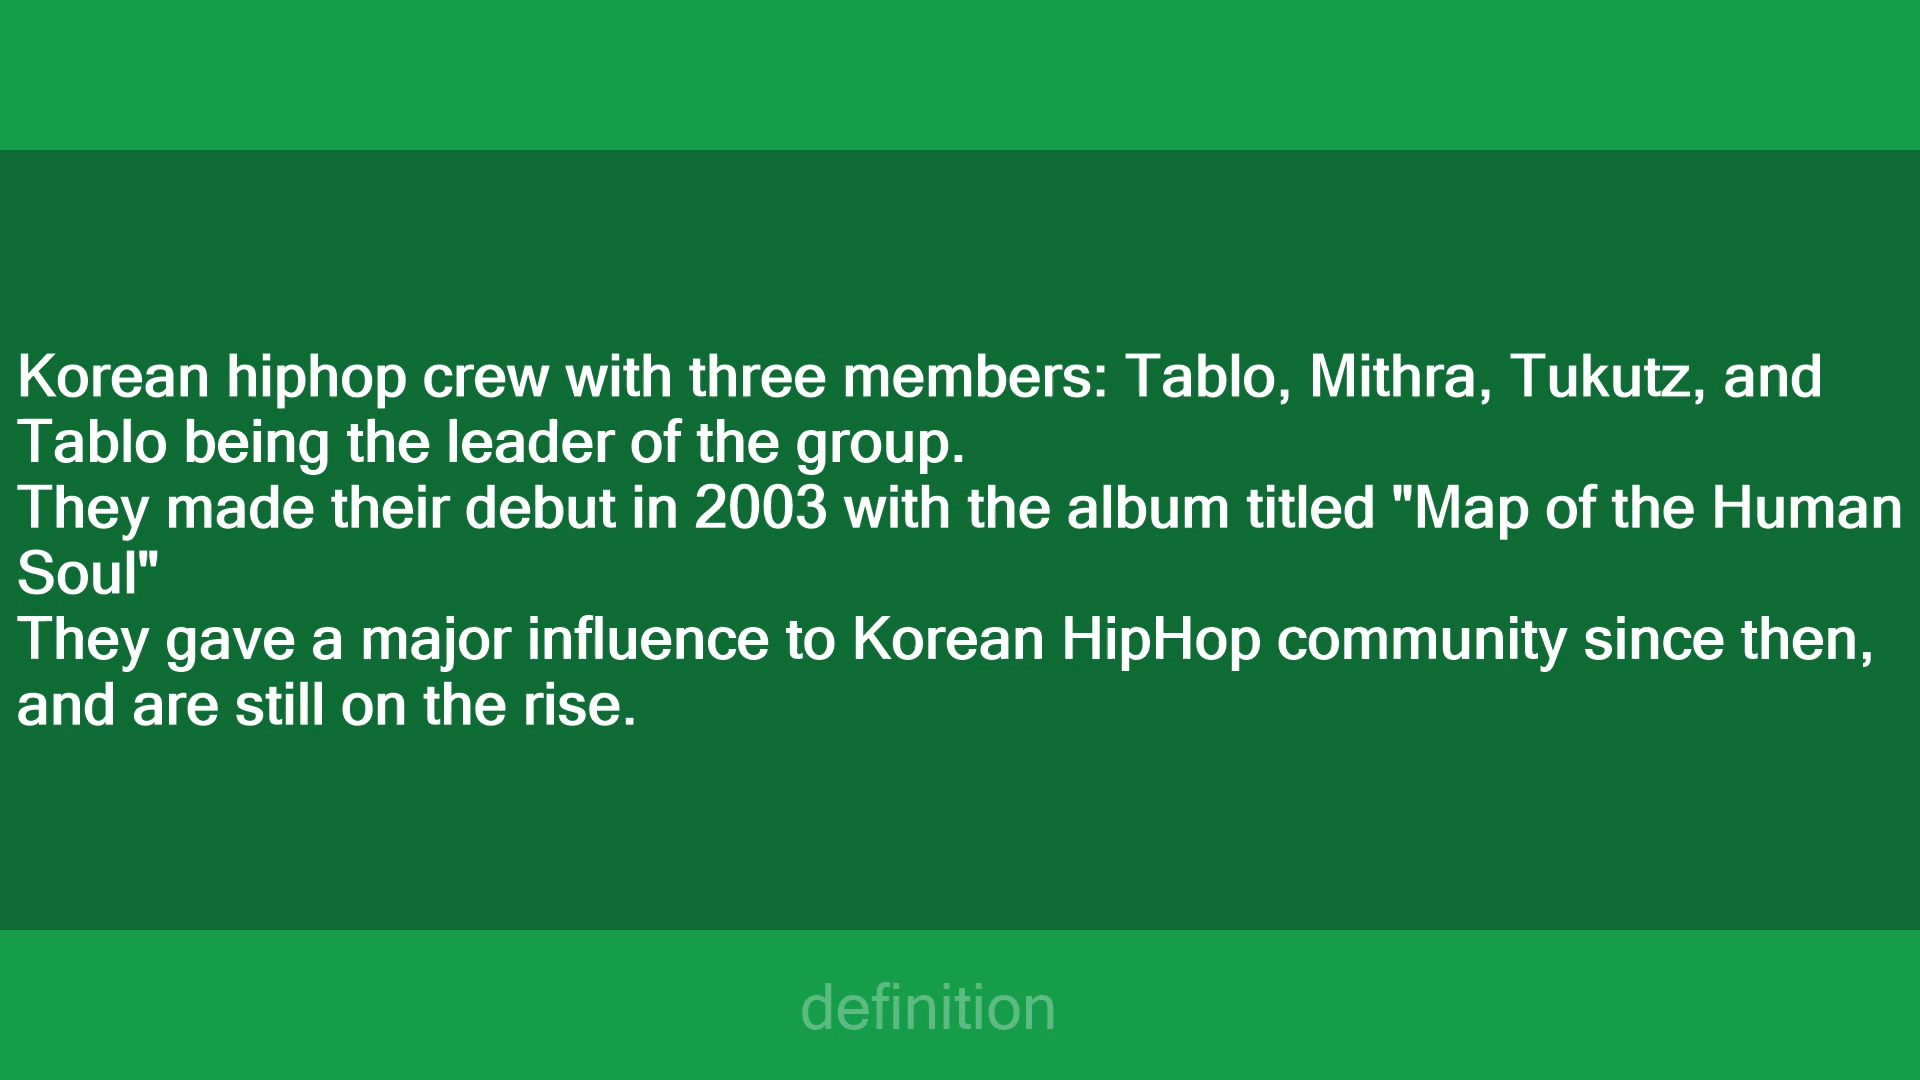 Korean hiphop crew with three members: Tablo, Mithra, Tukutz, and
Tablo being the leader of the group.
They made their debut in 2003 with the album titled "Map of the Human
Soul"
They gave a major influence to Korean HipHop community since then,
and are still on the rise.
definition